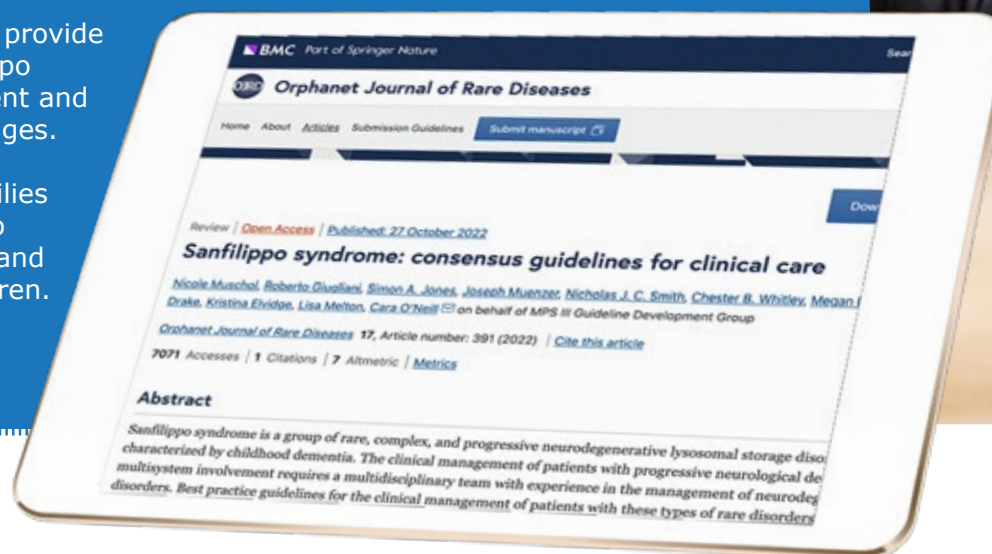 provide
po
ent and
ges.
ilies
o
and
ren.
BMC Part of Springer Nature
Sear
OJRD Orphanet Journal of Rare Diseases
Home About Articles Submission Guidelines Submit manuscript
Dow
Review | Open Access | Published: 27 October 2022
Sanfilippo syndrome: consensus guidelines for clinical care
Nicole Muschol, Roberto Giugliani, Simon A. Jones, Joseph Muenzer, Nicholas J. C. Smith, Chester B. Whitley, Megan
Drake, Kristina Elvidge, Lisa Melton, Cara O'Neill on behalf of MPS III Guideline Development Group
Orphanet Journal of Rare Diseases 17, Article number: 391 (2022) | Cite this article
7071 Accesses | 1 Citations | 7 Altmetric | Metrics
Abstract
Sanfilippo syndrome is a group of rare, complex, and progressive neurodegenerative lysosomal storage diso
characterized by childhood dementia. The clinical management of patients with progressive neurological de
multisystem involvement requires a multidisciplinary team with experience in the management of neurodeg
disorders. Best practice guidelines for the clinical management of patients with these types of rare disorders